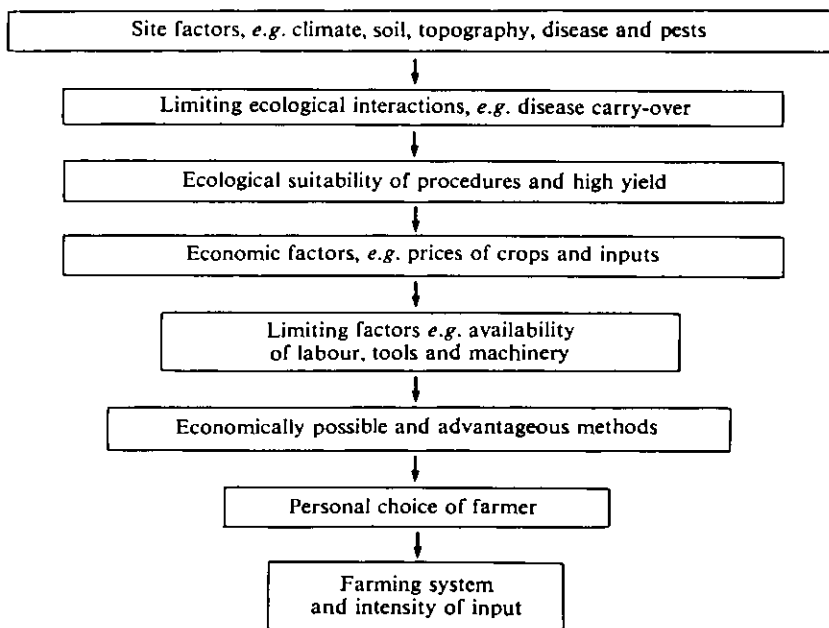 Site factors, e.g. climate, soil, topography, disease and pests
Limiting ecological interactions, e.g. disease carry-over
Ecological suitability of procedures and high yield
Economic factors, e.g. prices of crops and inputs
Limiting factors e.g. availability
of labour, tools and machinery
Economically possible and advantageous methods
Personal choice of farmer
Farming system
and intensity of input